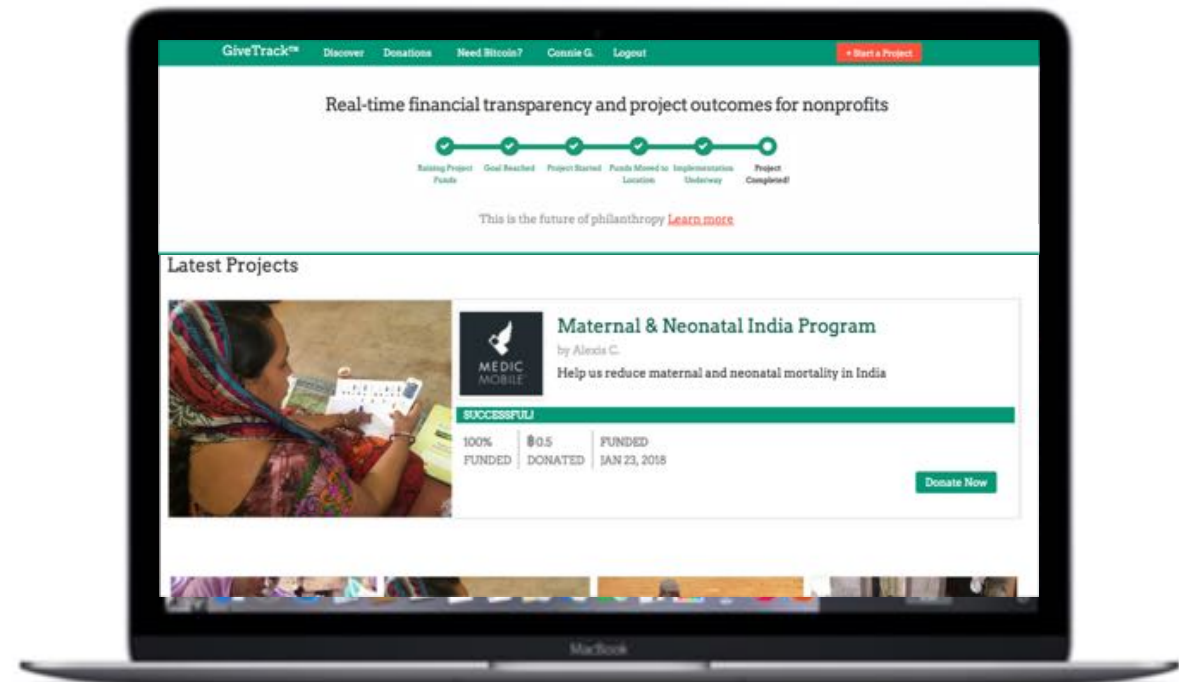 GiveTrack™ Discover Donations Need Bitcoin? Connie G. Logout + Start a Project
Real-time financial transparency and project outcomes for nonprofits
Raising Project Funds
Goal Reached
Project Started
Funds Moved to Location
Implementation Underway
Project Completed!
This is the future of philanthropy Learn more
Latest Projects
MEDIC
MOBILE
Maternal & Neonatal India Program
by Alexis C.
Help us reduce maternal and neonatal mortality in India
SUCCESSFUL!
100% ฿0.5 FUNDED
FUNDED DONATED JAN 23, 2018
Donate Now
MacBook